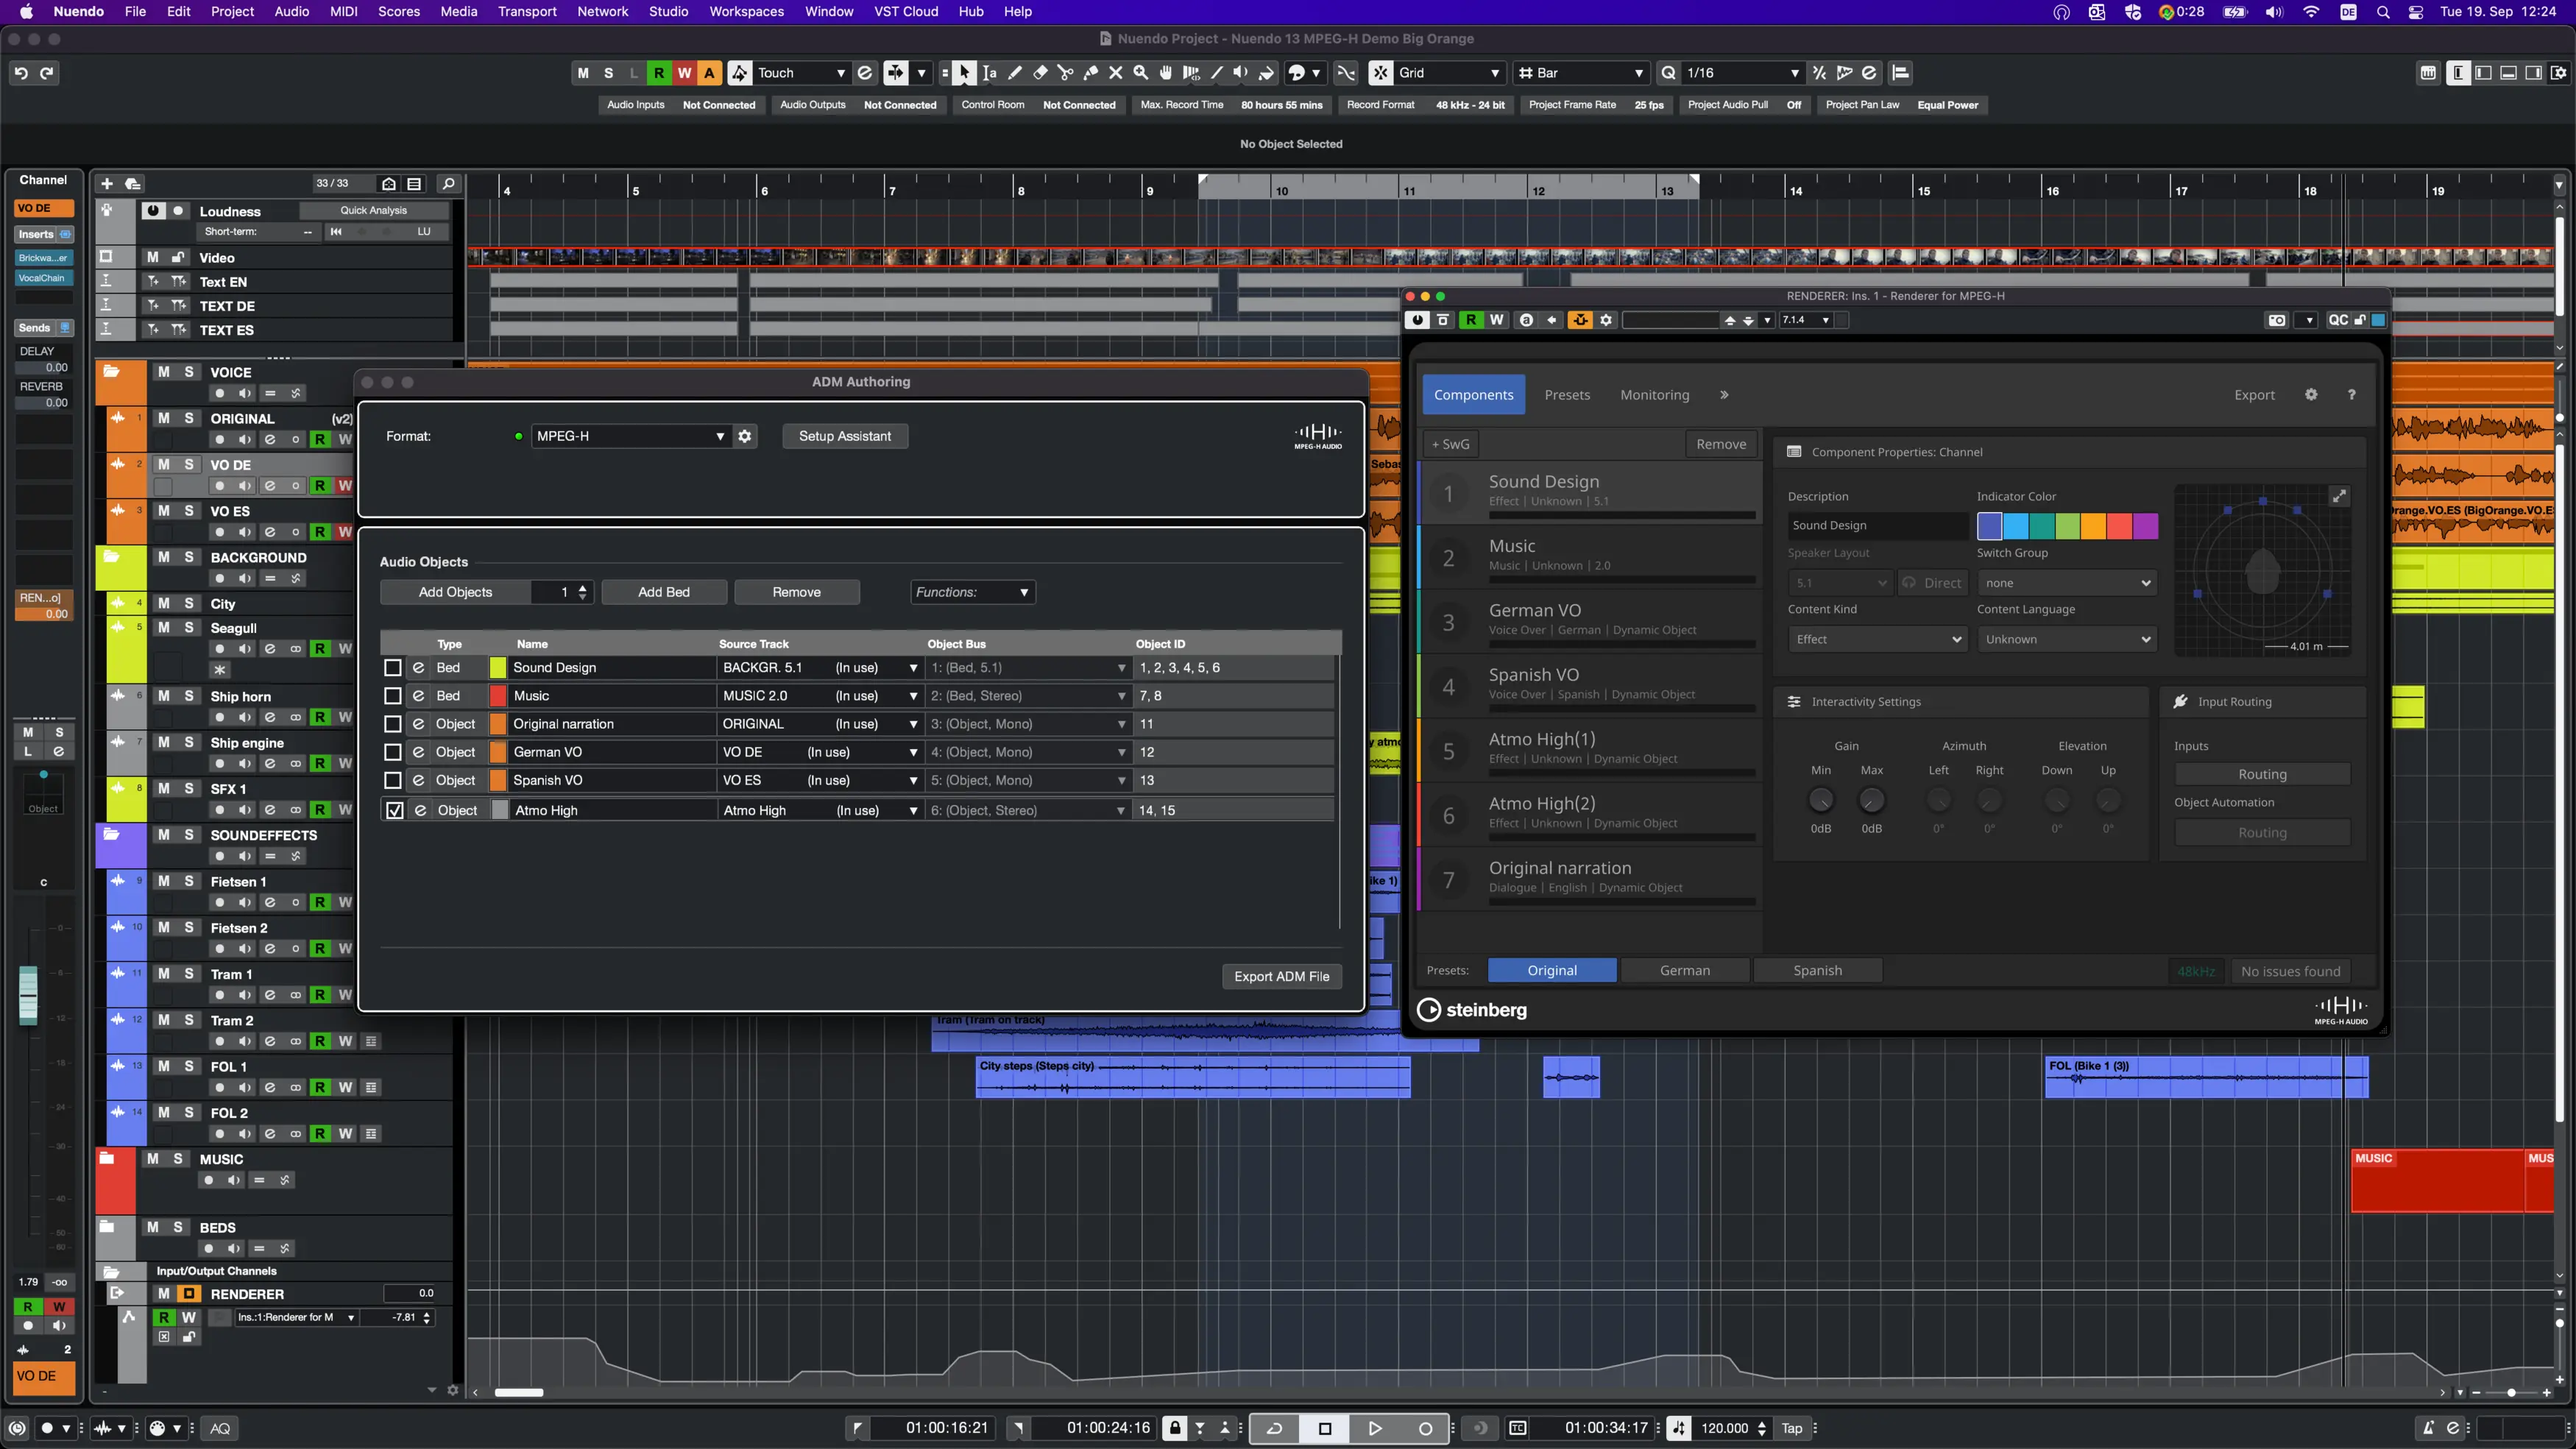 Nuendo File Edit Project Audio MIDI Scores Media Transport Network Studio Workspaces Window VST Cloud Hub Help
0:28 DE Tue 19. Sep 12:24
Nuendo Project - Nuendo 13 MPEG-H Demo Big Orange
M S L R W A Touch Grid Bar Q 1/16
Audio Inputs Not Connected Audio Outputs Not Connected Control Room Not Connected Max. Record Time 80 hours 55 mins Record Format 48 kHz - 24 bit Project Frame Rate 25 fps Project Audio Pull Off Project Pan Law Equal Power
No Object Selected
Channel
VO DE
Inserts
Brickwa...er
VocalChain
Sends
DELAY
0.00
REVERB
0.00
REN...o]
0.00
M S
L e
Object
C
1.79 -oo
R W
2
VO DE
33 / 33
4 5 6 7 8 9 10 11 12 13 14 15 16 17 18 19
Loudness Quick Analysis
Short-term: -- LU
M Video
Text EN
TEXT DE
TEXT ES
M S VOICE
1 M S ORIGINAL (v2)
R W
2 M S VO DE
R W
3 M S VO ES
R W
M S BACKGROUND
4 M S City
5 M S Seagull
R W
6 M S Ship horn
R W
7 M S Ship engine
R W
8 M S SFX 1
R W
M S SOUNDEFFECTS
9 M S Fietsen 1
R W
10 M S Fietsen 2
R W
11 M S Tram 1
R W
12 M S Tram 2
R W
13 M S FOL 1
R W
14 M S FOL 2
R W
M S MUSIC
M S BEDS
Input/Output Channels
M RENDERER 0.0
R W Ins.:1:Renderer for M -7.81
ADM Authoring
Format: MPEG-H Setup Assistant
MPEG-H AUDIO
Audio Objects
Add Objects 1 Add Bed Remove Functions:
Type Name Source Track Object Bus Object ID
Bed Sound Design BACKGR. 5.1 (In use) 1: (Bed, 5.1) 1, 2, 3, 4, 5, 6
Bed Music MUSIC 2.0 (In use) 2: (Bed, Stereo) 7, 8
Object Original narration ORIGINAL (In use) 3: (Object, Mono) 11
Object German VO VO DE (In use) 4: (Object, Mono) 12
Object Spanish VO VO ES (In use) 5: (Object, Mono) 13
Object Atmo High Atmo High (In use) 6: (Object, Stereo) 14, 15
Export ADM File
RENDERER: Ins. 1 - Renderer for MPEG-H
R W 7.1.4 QC
Components Presets Monitoring » Export ?
+ SwG Remove
1 Sound Design
Effect | Unknown | 5.1
2 Music
Music | Unknown | 2.0
3 German VO
Voice Over | German | Dynamic Object
4 Spanish VO
Voice Over | Spanish | Dynamic Object
5 Atmo High(1)
Effect | Unknown | Dynamic Object
6 Atmo High(2)
Effect | Unknown | Dynamic Object
7 Original narration
Dialogue | English | Dynamic Object
Component Properties: Channel
Description Indicator Color
Sound Design
Speaker Layout Switch Group
5.1 Direct none
Content Kind Content Language
Effect Unknown
4.01 m
Interactivity Settings
Gain Azimuth Elevation
Min Max Left Right Down Up
0dB 0dB 0° 0° 0° 0°
Input Routing
Inputs
Routing
Object Automation
Routing
Presets: Original German Spanish 48kHz No issues found
steinberg
MPEG-H AUDIO
Sebas
range.VO.ES (BigOrange.VO.E
y atmo
ike 1)
Tram (Tram on track)
City steps (Steps city)
FOL (Bike 1 (3))
MUSIC MUS
AQ 01:00:16:21 01:00:24:16 TC 01:00:34:17 120.000 Tap